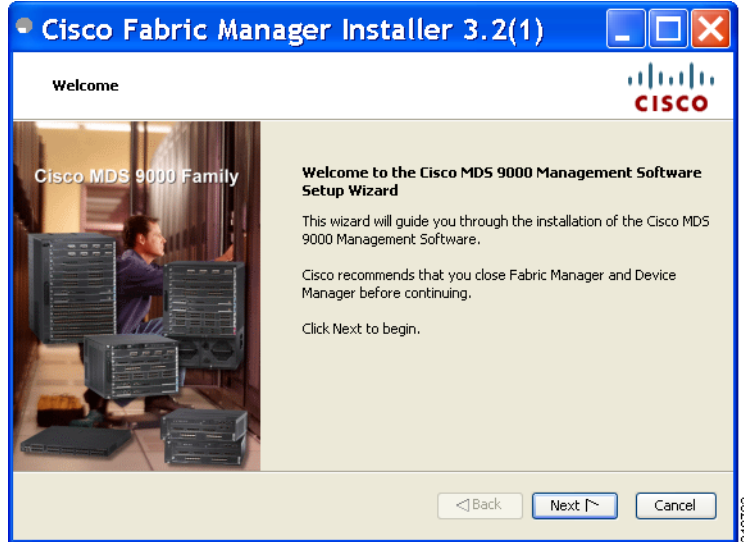 Cisco Fabric Manager Installer 3.2(1)
Welcome
CISCO
Cisco MDS 9000 Family
Welcome to the Cisco MDS 9000 Management Software
Setup Wizard
This wizard will guide you through the installation of the Cisco MDS
9000 Management Software.
Cisco recommends that you close Fabric Manager and Device
Manager before continuing.
Click Next to begin.
Back
Next
Cancel